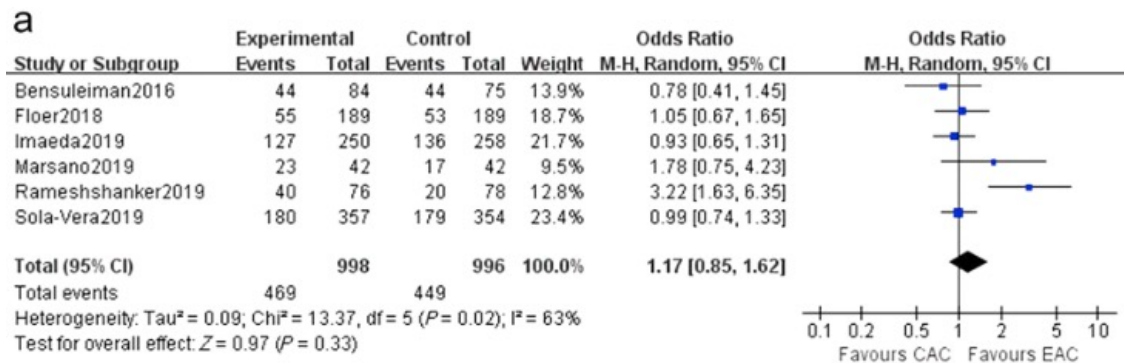 a
Experimental Control Odds Ratio Odds Ratio
Study or Subgroup Events Total Events Total Weight M-H, Random, 95% CI M-H, Random, 95% CI
Bensuleiman2016 44 84 44 75 13.9% 0.78 [0.41, 1.45]
Floer2018 55 189 53 189 18.7% 1.05 [0.67, 1.65]
Imaeda2019 127 250 136 258 21.7% 0.93 [0.65, 1.31]
Marsano2019 23 42 17 42 9.5% 1.78 [0.75, 4.23]
Rameshshanker2019 40 76 20 78 12.8% 3.22 [1.63, 6.35]
Sola-Vera2019 180 357 179 354 23.4% 0.99 [0.74, 1.33]
Total (95% CI) 998 996 100.0% 1.17 [0.85, 1.62]
Total events 469 449
Heterogeneity: Tau² = 0.09; Chi² = 13.37, df = 5 (P = 0.02); I² = 63%
Test for overall effect: Z = 0.97 (P = 0.33)
0.1 0.2 0.5 1 2 5 10
Favours CAC Favours EAC